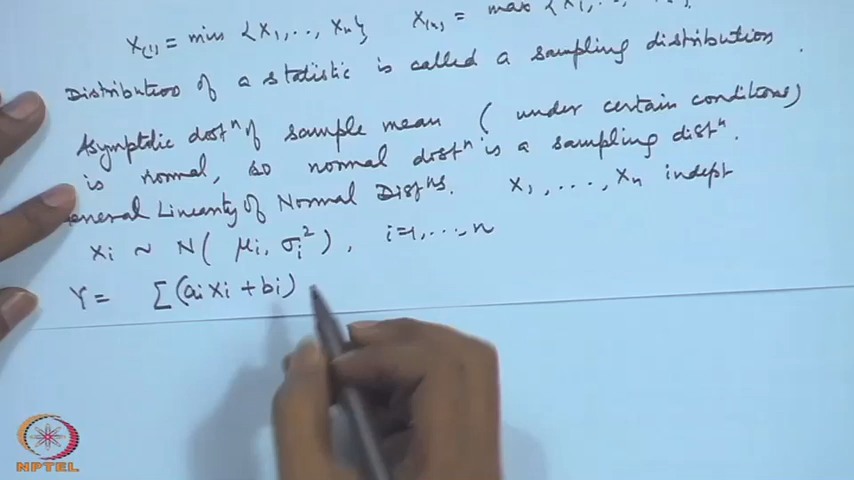 X(1) = min {X1,..., Xn} X(n) = max {X1,...,
Distribution of a statistic is called a sampling distribution .
Asymptotic distⁿ of sample mean ( under certain conditions)
is normal, so normal distⁿ is a sampling distⁿ.
eneral Linearity of Normal Distⁿs. X1, ...., Xn indept
Xi ~ N( μi, σi²) , i=1,...,n
Y = Σ(aiXi + bi)
NPTEL